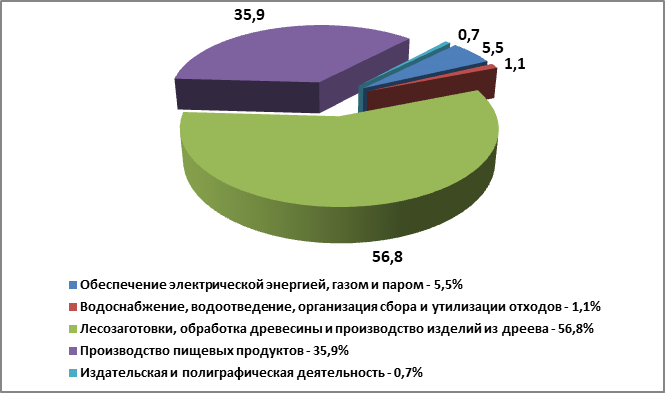 35,9
0,7
5,5
1,1
56,8
Обеспечение электрической энергией, газом и паром - 5,5%
Водоснабжение, водоотведение, организация сбора и утилизации отходов - 1,1%
Лесозаготовки, обработка древесины и производство изделий из дреева - 56,8%
Производство пищевых продуктов - 35,9%
Издательская и полиграфическая деятельность - 0,7%